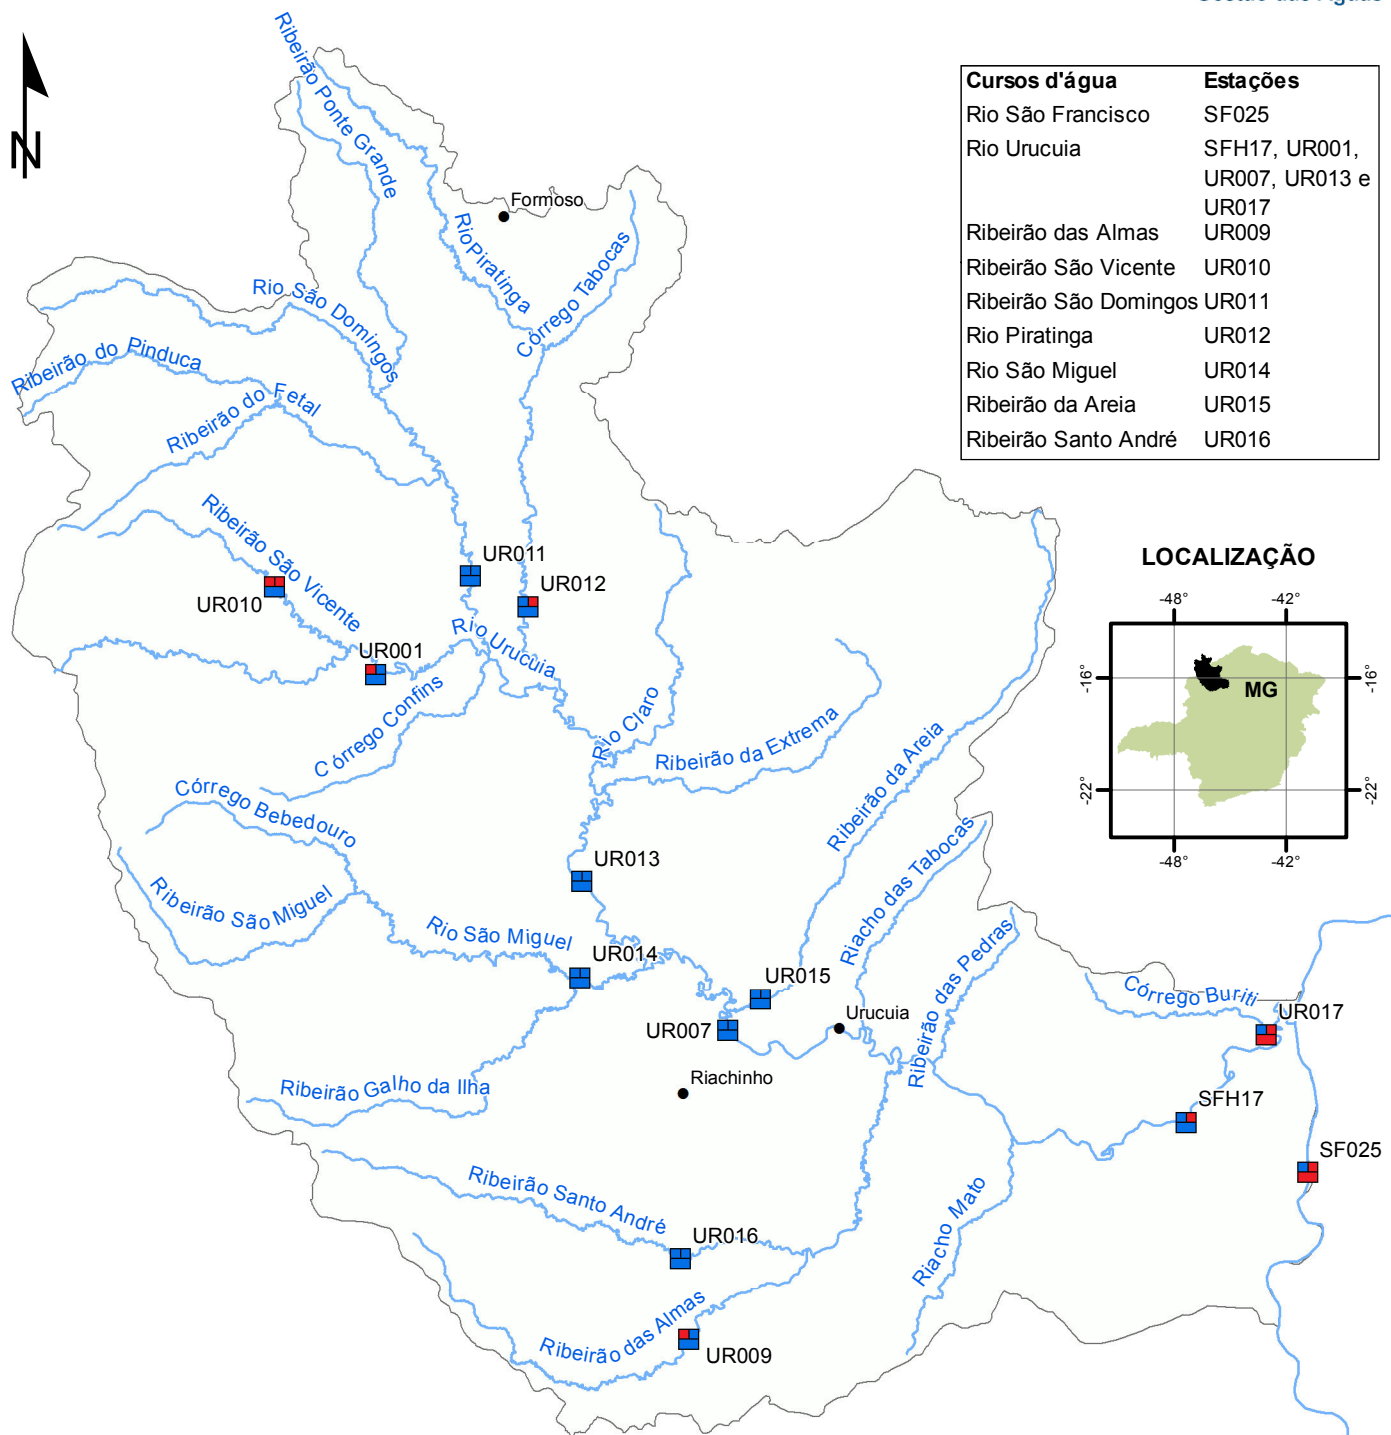 N
Cursos d'água Estações
Rio São Francisco SF025
Rio Urucuia SFH17, UR001,
UR007, UR013 e
UR017
Ribeirão das Almas UR009
Ribeirão São Vicente UR010
Ribeirão São Domingos UR011
Rio Piratinga UR012
Rio São Miguel UR014
Ribeirão da Areia UR015
Ribeirão Santo André UR016
Ribeirão Ponte Grande
Formoso
Rio Piratinga
Córrego Tabocas
Rio São Domingos
Ribeirão do Pinduca
Ribeirão do Fetal
Ribeirão São Vicente
UR011
UR012
UR010
UR001
Rio Urucuia
Córrego Confins
Rio Claro
Ribeirão da Extrema
Ribeirão da Areia
Córrego Bebedouro
Riacho das Tabocas
UR013
Ribeirão São Miguel
Rio São Miguel
UR014
UR015
UR007
Urucuia
Ribeirão das Pedras
Córrego Buriti
UR017
Riachinho
Ribeirão Galho da Ilha
SFH17
SF025
Ribeirão Santo André
UR016
Riacho Mato
Ribeirão das Almas
UR009
LOCALIZAÇÃO
-48° -42°
-16° -16°
MG
-22° -22°
-48° -42°